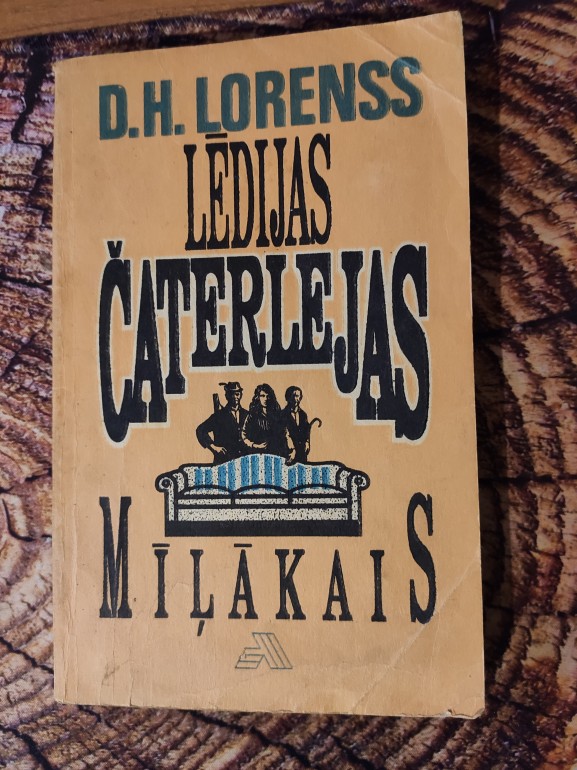 D.H. LORENSS
LĒDIJAS
ČATERLEJAS
MĪĻĀKAIS